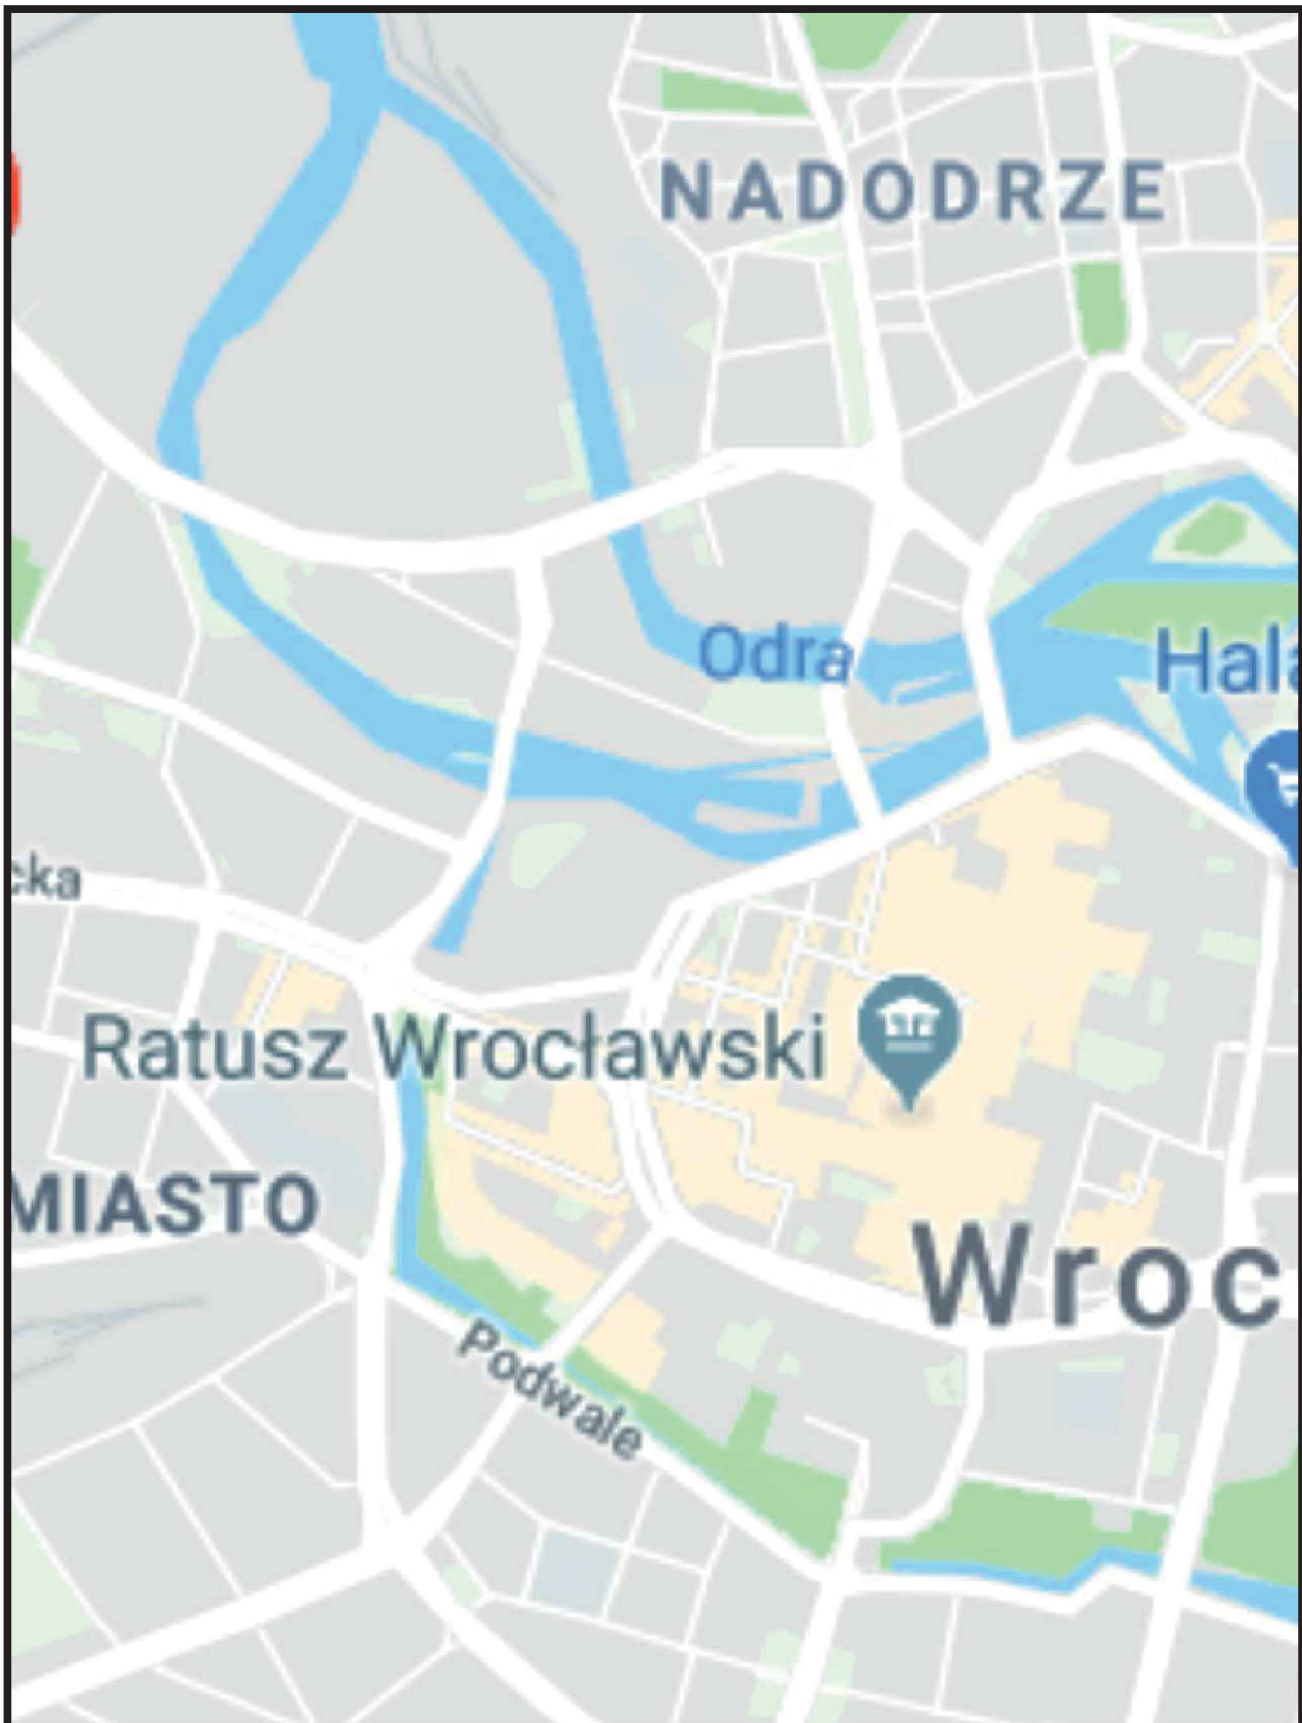 NADODRZE
Odra
Hala
cka
Ratusz Wrocławski
MIASTO
Wroc
Podwale